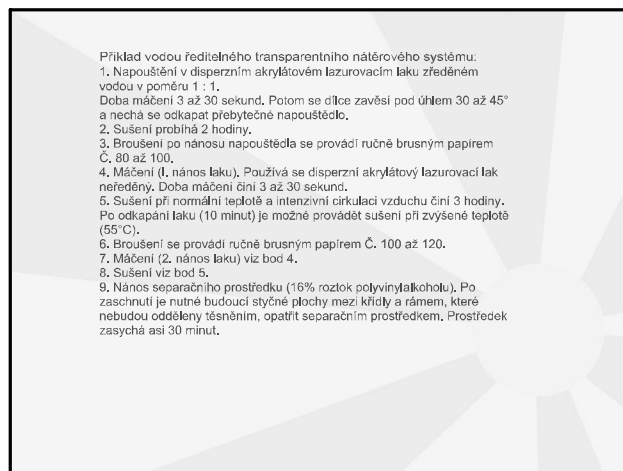 Příklad vodou ředitelného transparentního nátěrového systému:
1. Napouštění v disperzním akrylátovém lazurovacím laku zředěném
vodou v poměru 1 : 1.
Doba máčení 3 až 30 sekund. Potom se dílce zavěsí pod úhlem 30 až 45°
a nechá se odkapat přebytečné napouštědlo.
2. Sušení probíhá 2 hodiny.
3. Broušení po nánosu napouštědla se provádí ručně brusným papírem
Č. 80 až 100.
4. Máčení (I. nános laku). Používá se disperzní akrylátový lazurovací lak
neředěný. Doba máčení činí 3 až 30 sekund.
5. Sušení při normální teplotě a intenzivní cirkulaci vzduchu činí 3 hodiny.
Po odkapání laku (10 minut) je možné provádět sušení při zvýšené teplotě
(55°C).
6. Broušení se provádí ručně brusným papírem Č. 100 až 120.
7. Máčení (2. nános laku) viz bod 4.
8. Sušení viz bod 5.
9. Nános separačního prostředku (16% roztok polyvinylalkoholu). Po
zaschnutí je nutné budoucí styčné plochy mezi křídly a rámem, které
nebudou odděleny těsněním, opatřit separačním prostředkem. Prostředek
zasychá asi 30 minut.